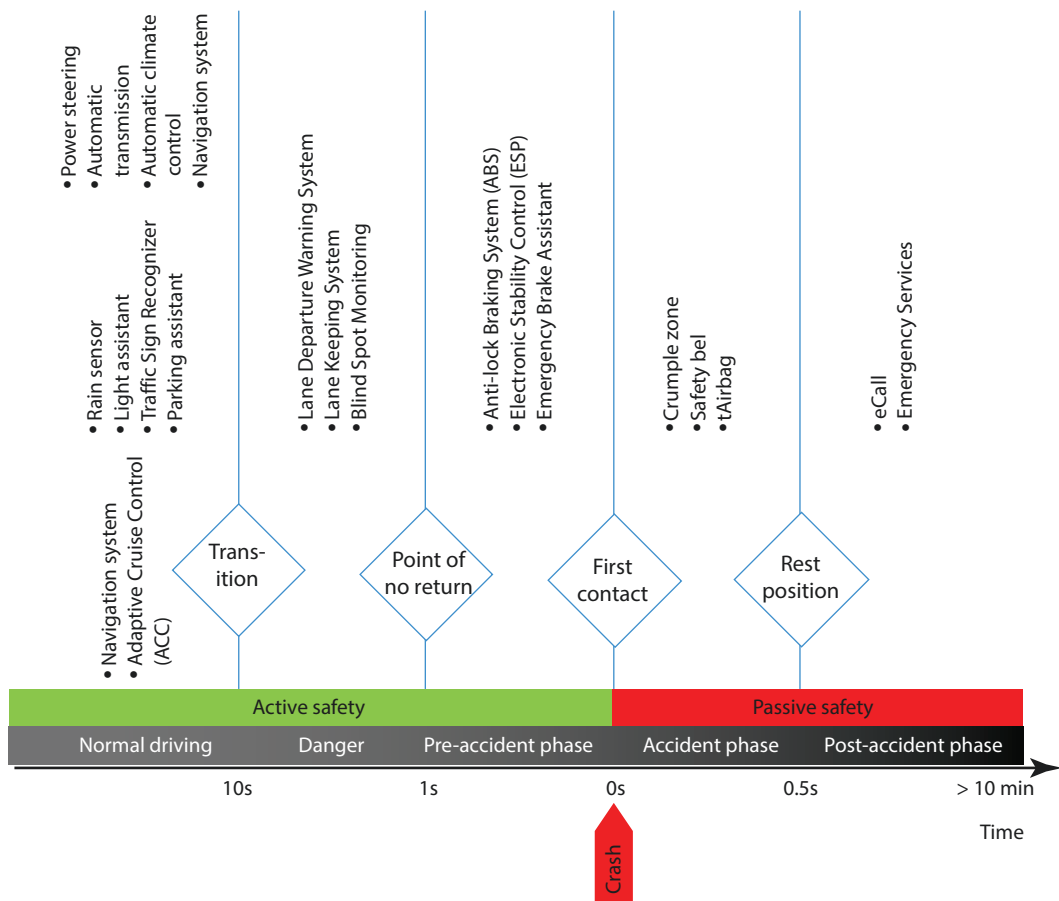 • Power steering
• Automatic
transmission
• Automatic climate
control
• Navigation system
• Rain sensor
• Light assistant
• Traffic Sign Recognizer
• Parking assistant
• Navigation system
• Adaptive Cruise Control
(ACC)
• Lane Departure Warning System
• Lane Keeping System
• Blind Spot Monitoring
• Anti-lock Braking System (ABS)
• Electronic Stability Control (ESP)
• Emergency Brake Assistant
• Crumple zone
• Safety bel
• tAirbag
• eCall
• Emergency Services
Trans-
ition
Point of
no return
First
contact
Rest
position
Active safety
Passive safety
Normal driving
Danger
Pre-accident phase
Accident phase
Post-accident phase
10s
1s
0s
0.5s
> 10 min
Time
Crash